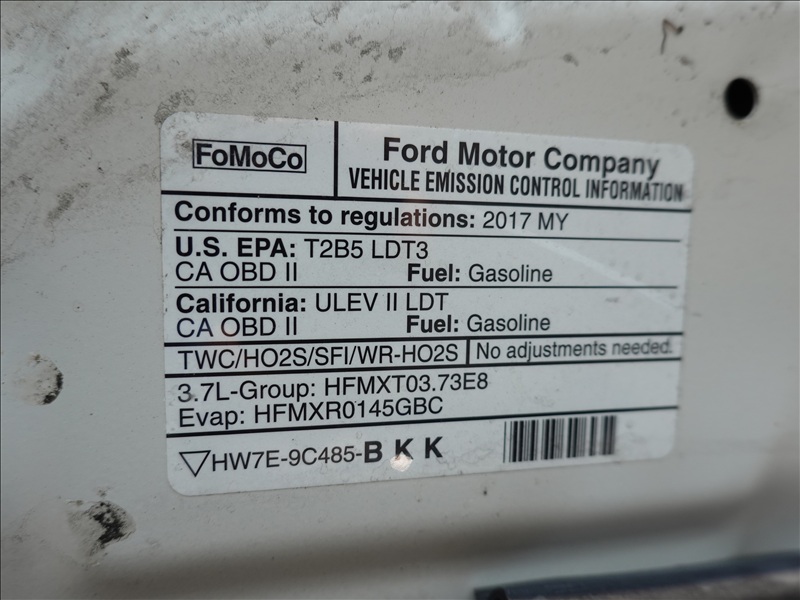 FoMoCo
Ford Motor Company
VEHICLE EMISSION CONTROL INFORMATION
Conforms to regulations: 2017 MY
U.S. EPA: T2B5 LDT3
CA OBD II Fuel: Gasoline
California: ULEV II LDT
CA OBD II Fuel: Gasoline
TWC/HO2S/SFI/WR-HO2S No adjustments needed.
3.7L-Group: HFMXT03.73E8
Evap: HFMXR0145GBC
HW7E-9C485-B K K